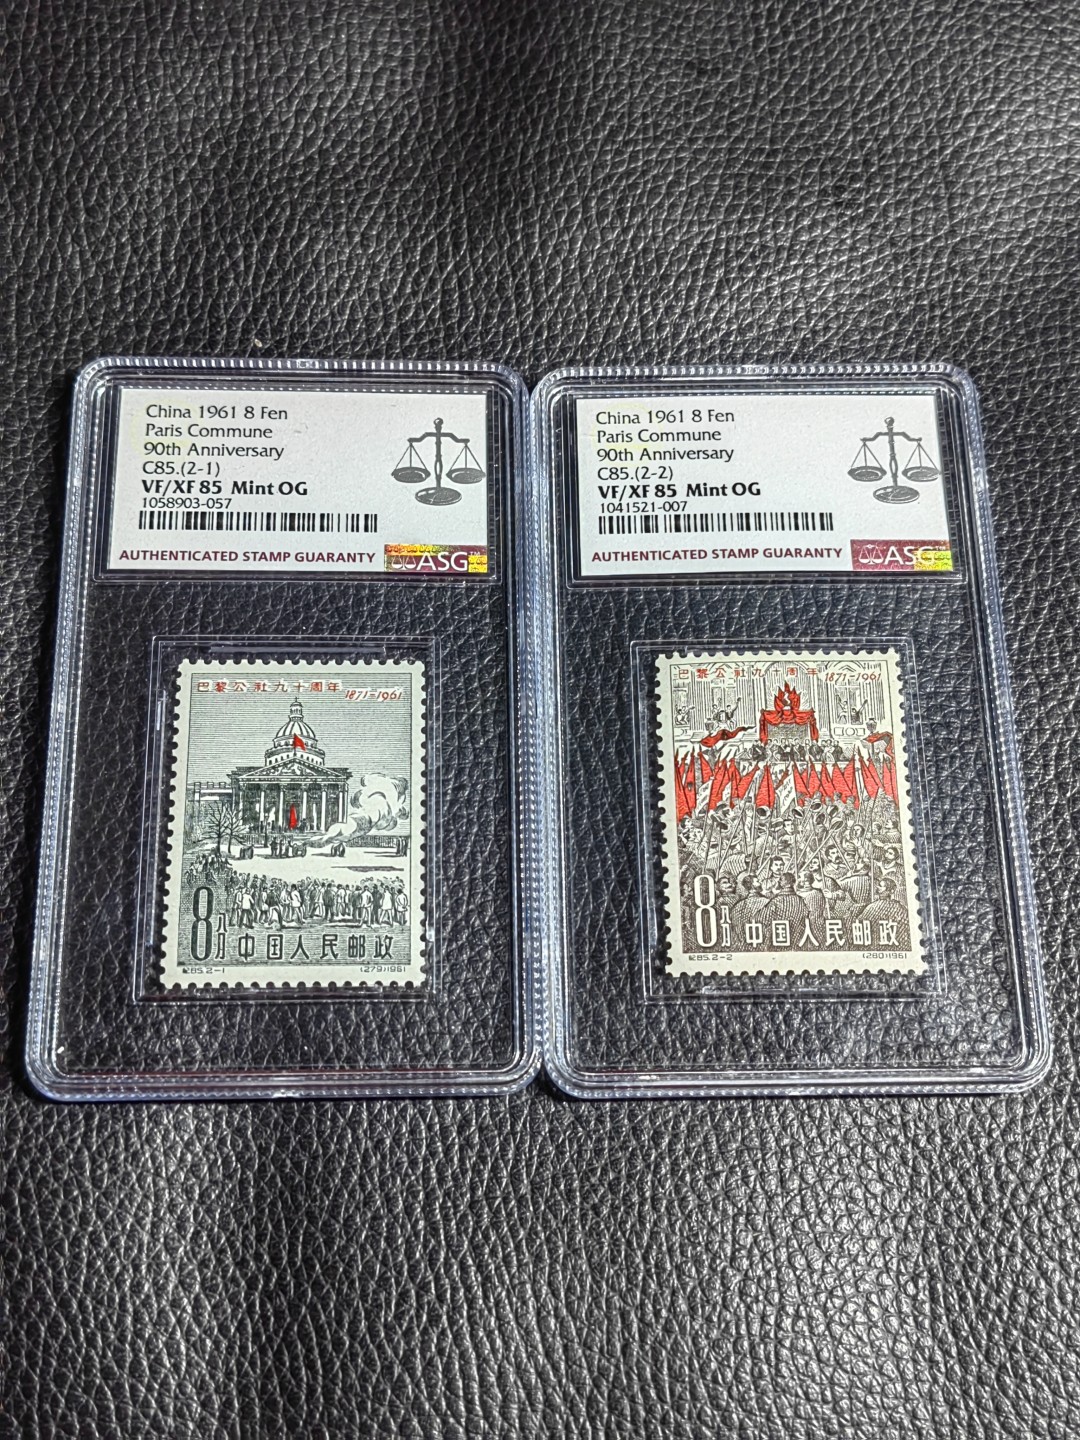 China 1961 8 Fen
Paris Commune
90th Anniversary
C85.(2-1)
VF/XF 85 Mint OG
1058903-057
AUTHENTICATED STAMP GUARANTY
ASG™
巴黎公社九十周年 1871-1961
8分 中国人民邮政
纪85.2-1
(279)1961
China 1961 8 Fen
Paris Commune
90th Anniversary
C85.(2-2)
VF/XF 85 Mint OG
1041521-007
AUTHENTICATED STAMP GUARANTY
ASG
巴黎公社九十周年 1871-1961
8分 中国人民邮政
纪85.2-2
(280)1961